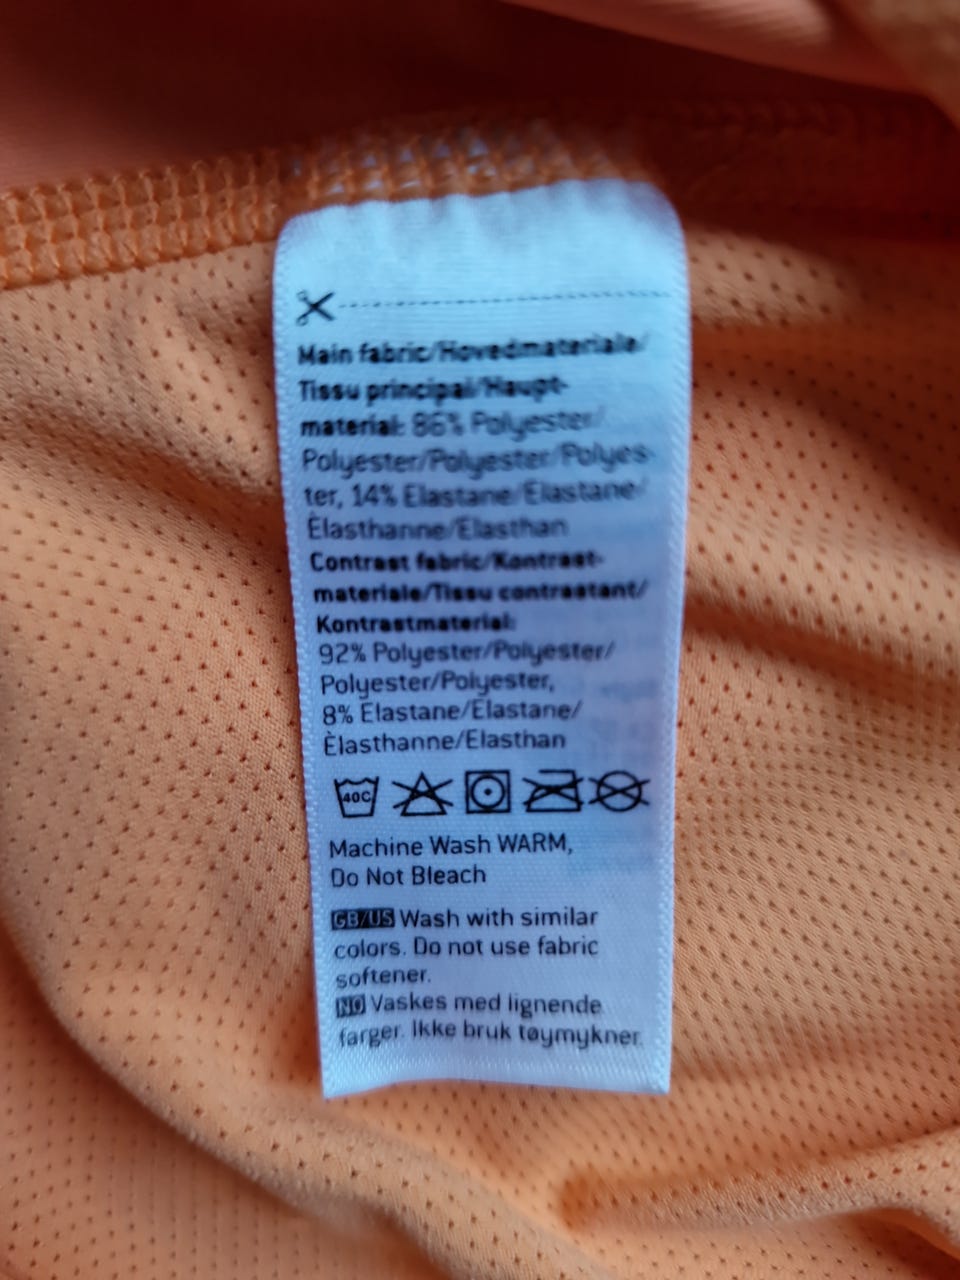 Main fabric/Hovedmateriale/
Tissu principal/Haupt-
material: 86% Polyester/
Polyester/Polyester/Polyes-
ter, 14% Elastane/Elastane/
Èlasthanne/Elasthan
Contrast fabric/Kontrast-
materiale/Tissu contrastant/
Kontrastmaterial:
92% Polyester/Polyester/
Polyester/Polyester,
8% Elastane/Elastane/
Èlasthanne/Elasthan
40C
Machine Wash WARM,
Do Not Bleach
GB/US Wash with similar
colors. Do not use fabric
softener.
NO Vaskes med lignende
farger. Ikke bruk tøymykner.